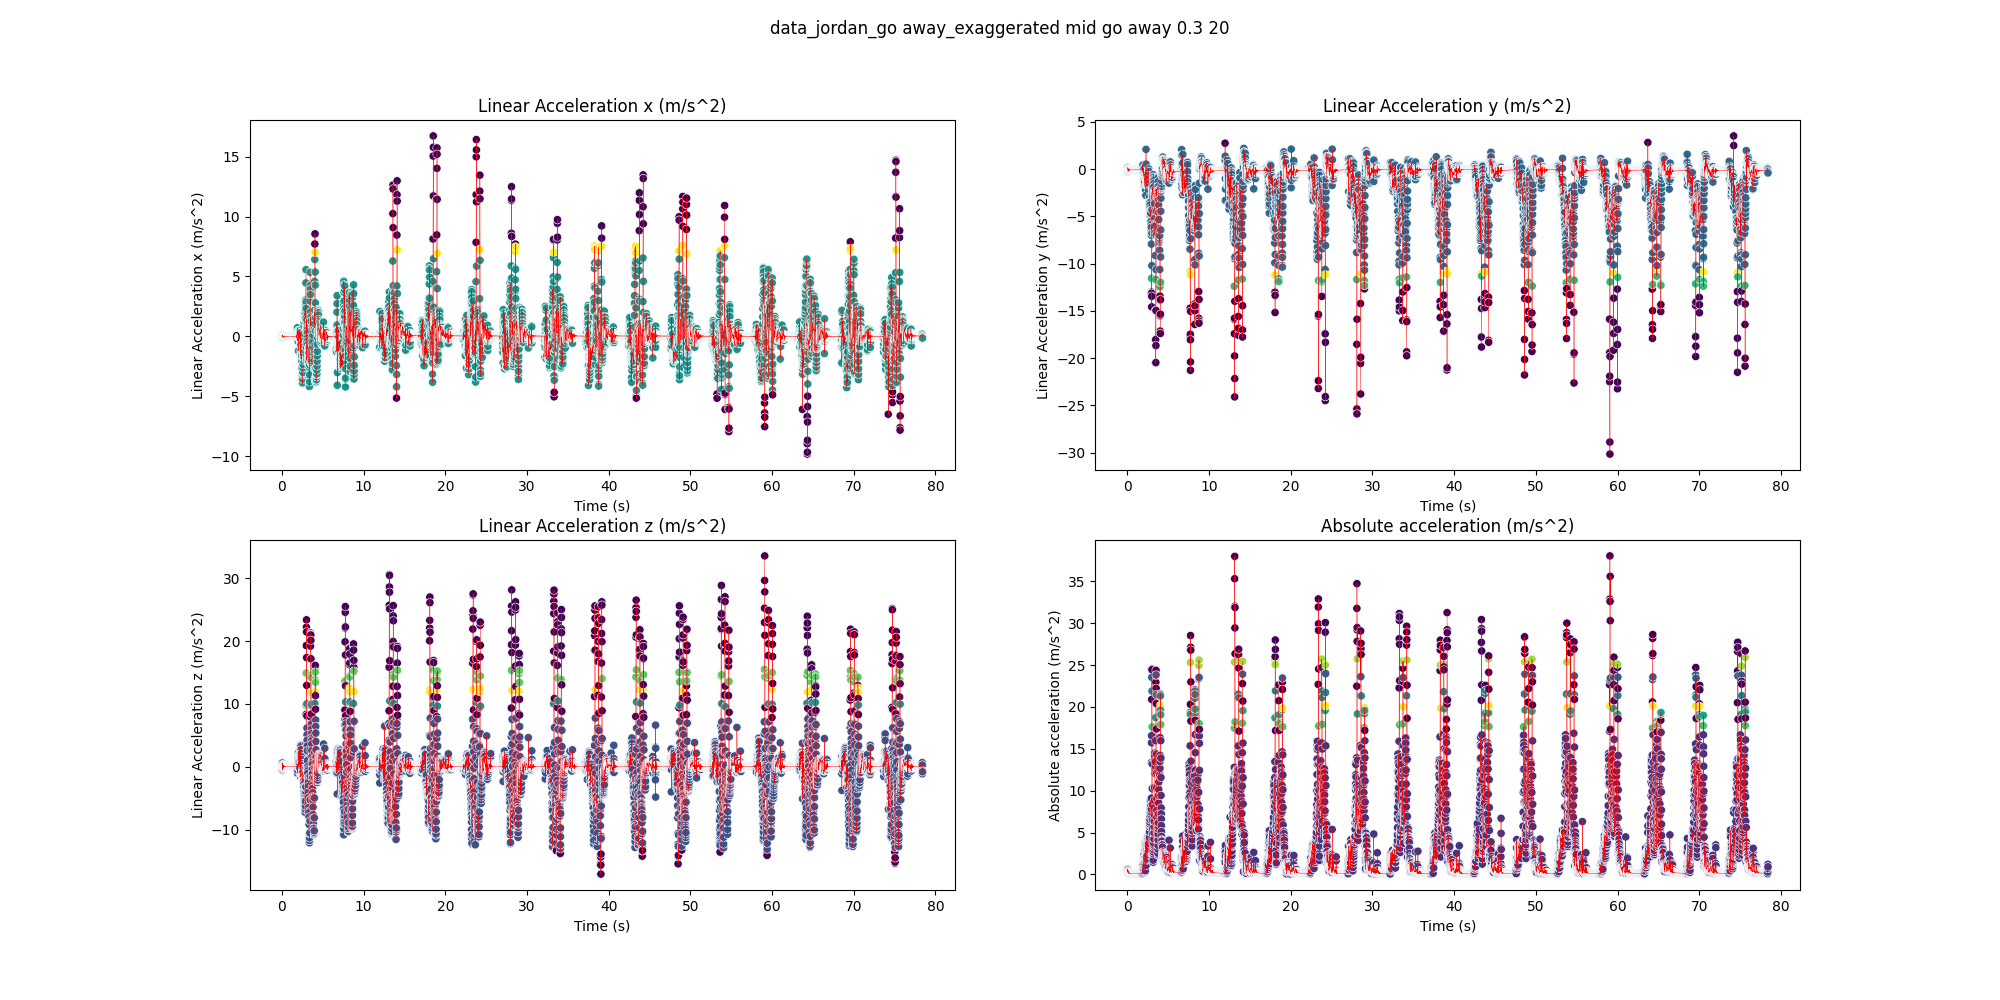 data_jordan_go away_exaggerated mid go away 0.3 20
Linear Acceleration x (m/s^2)
Linear Acceleration x (m/s^2)
15
10
5
0
−5
−10
0 10 20 30 40 50 60 70 80
Time (s)
Linear Acceleration y (m/s^2)
Linear Acceleration y (m/s^2)
5
0
−5
−10
−15
−20
−25
−30
0 10 20 30 40 50 60 70 80
Time (s)
Linear Acceleration z (m/s^2)
Linear Acceleration z (m/s^2)
30
20
10
0
−10
0 10 20 30 40 50 60 70 80
Time (s)
Absolute acceleration (m/s^2)
Absolute acceleration (m/s^2)
35
30
25
20
15
10
5
0
0 10 20 30 40 50 60 70 80
Time (s)